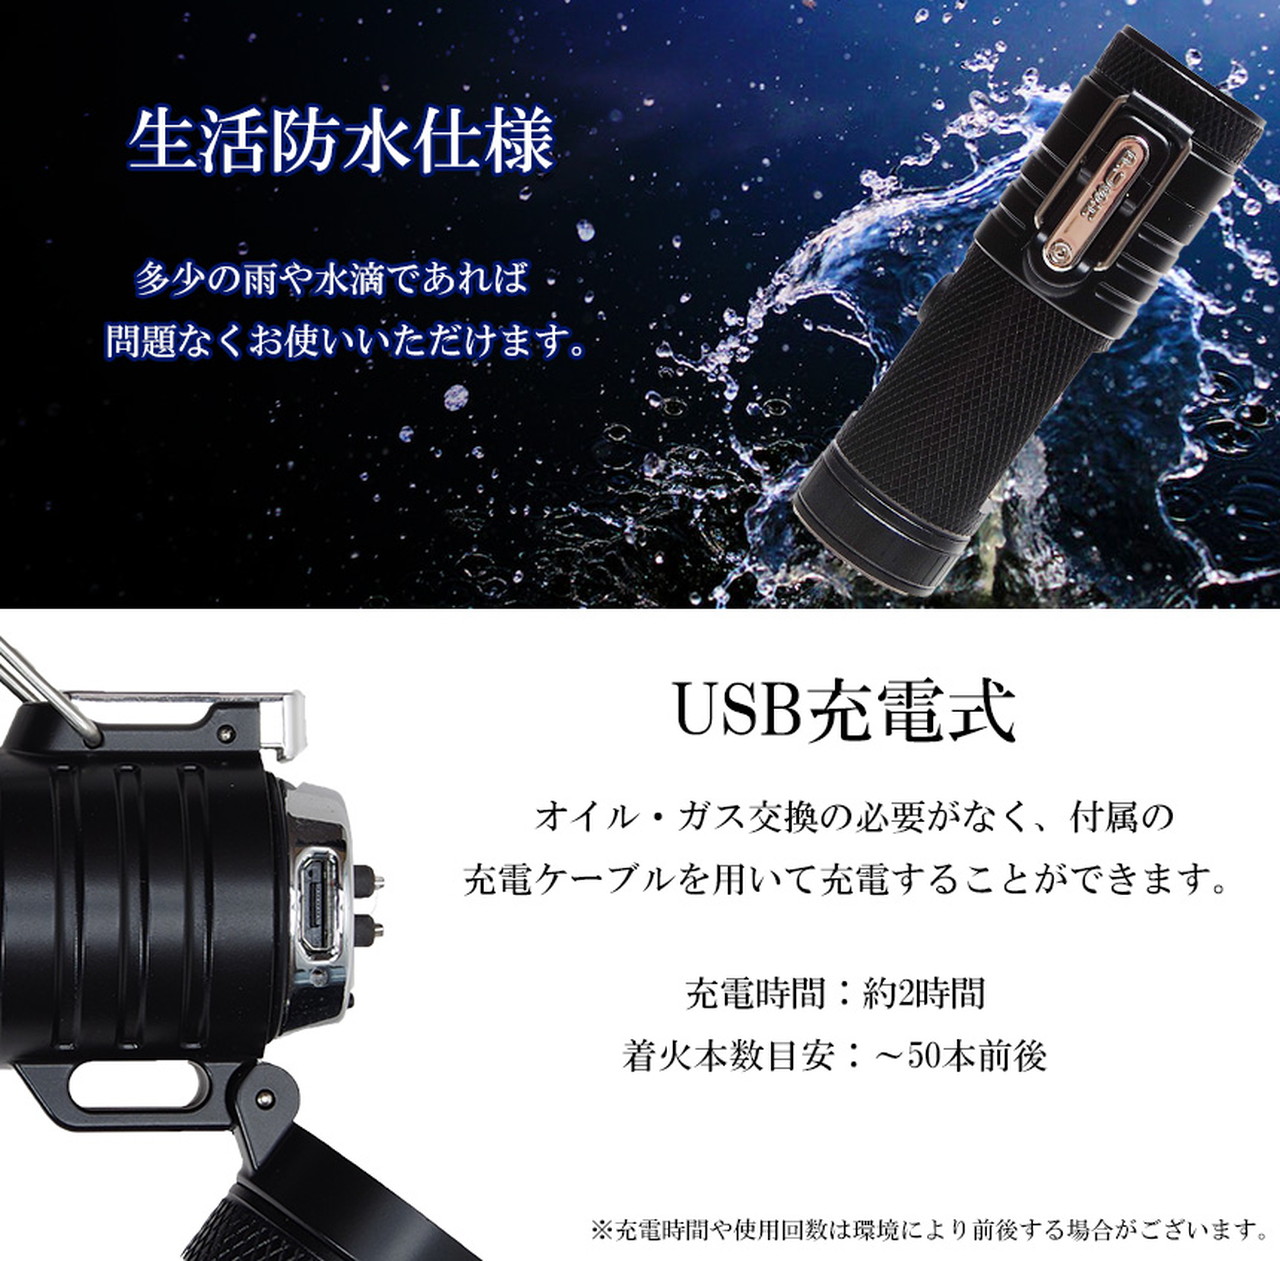 生活防水仕様
多少の雨や水滴であれば
問題なくお使いいただけます。
USB充電式
オイル・ガス交換の必要がなく、付属の
充電ケーブルを用いて充電することができます。
充電時間：約2時間
着火本数目安：～50本前後
※充電時間や使用回数は環境により前後する場合がございます。